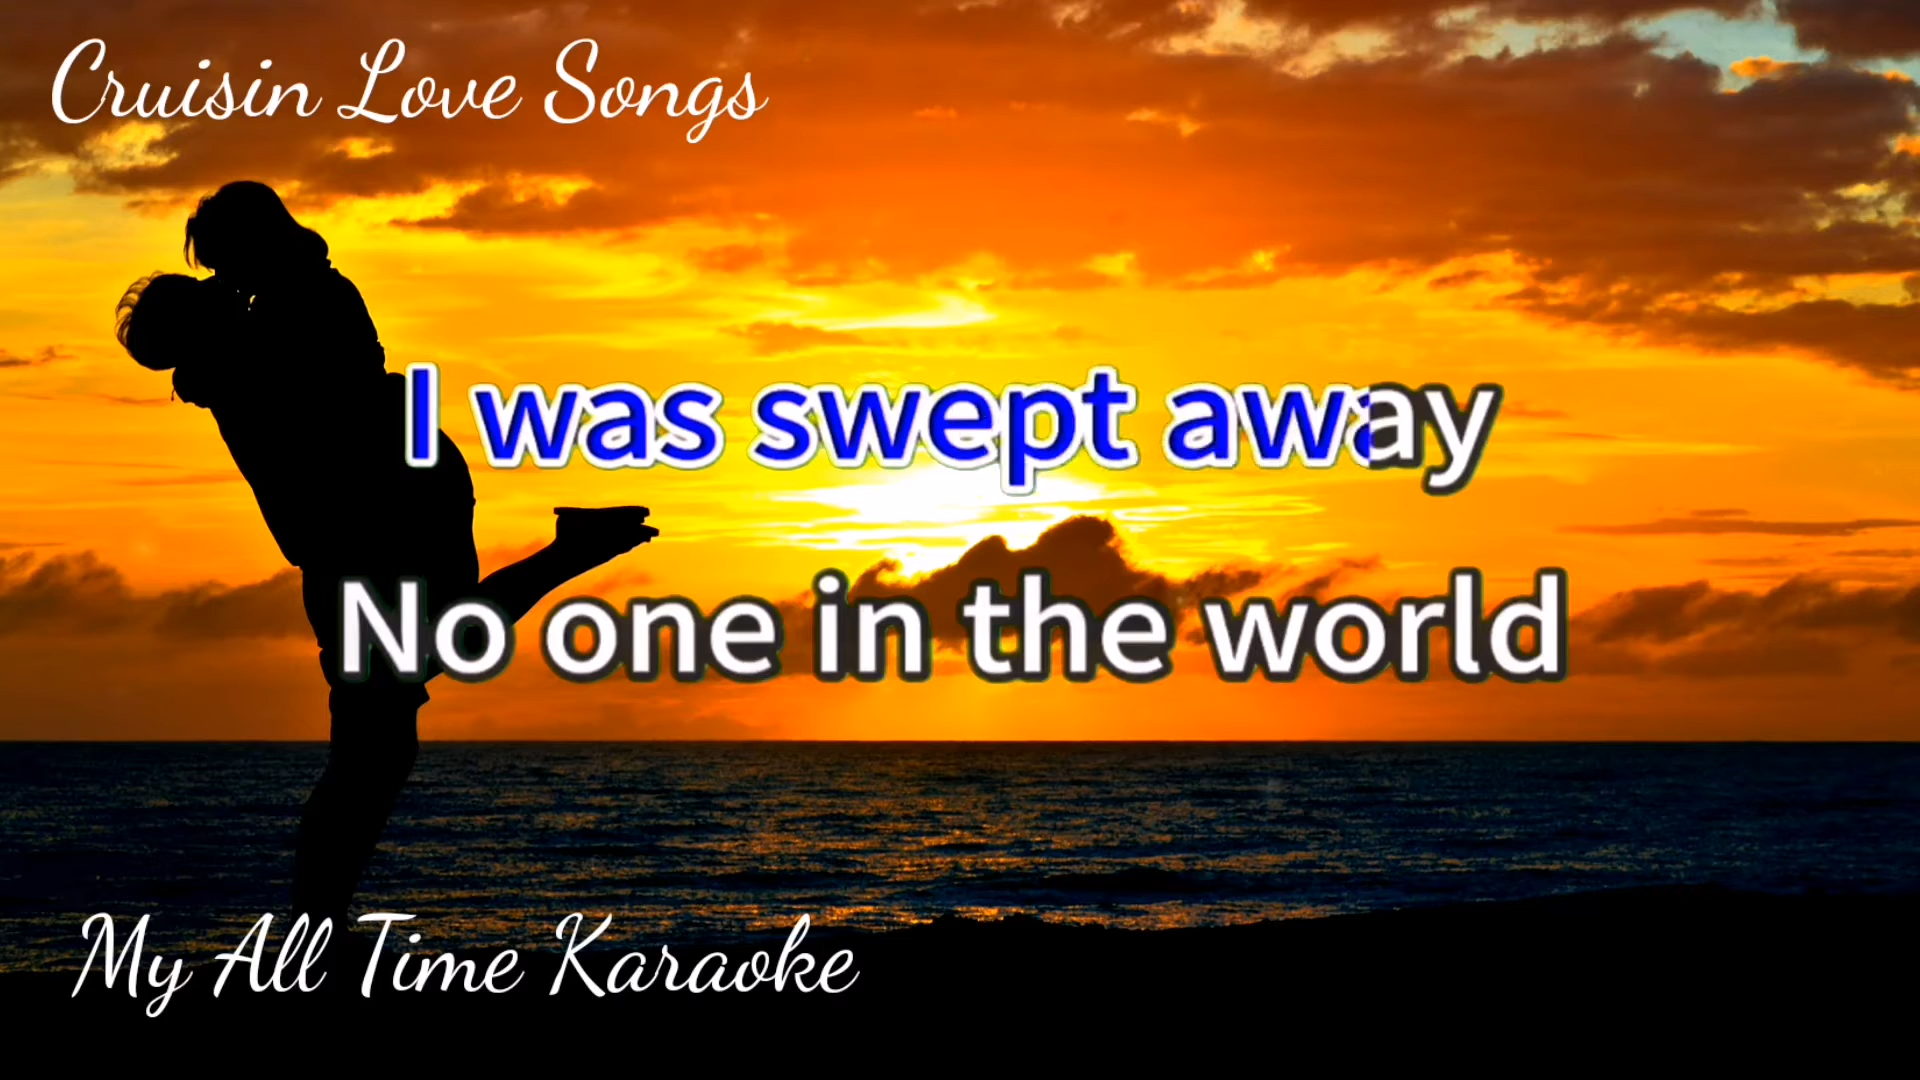 Cruisin Love Songs
I was swept away
No one in the world
My All Time Karaoke